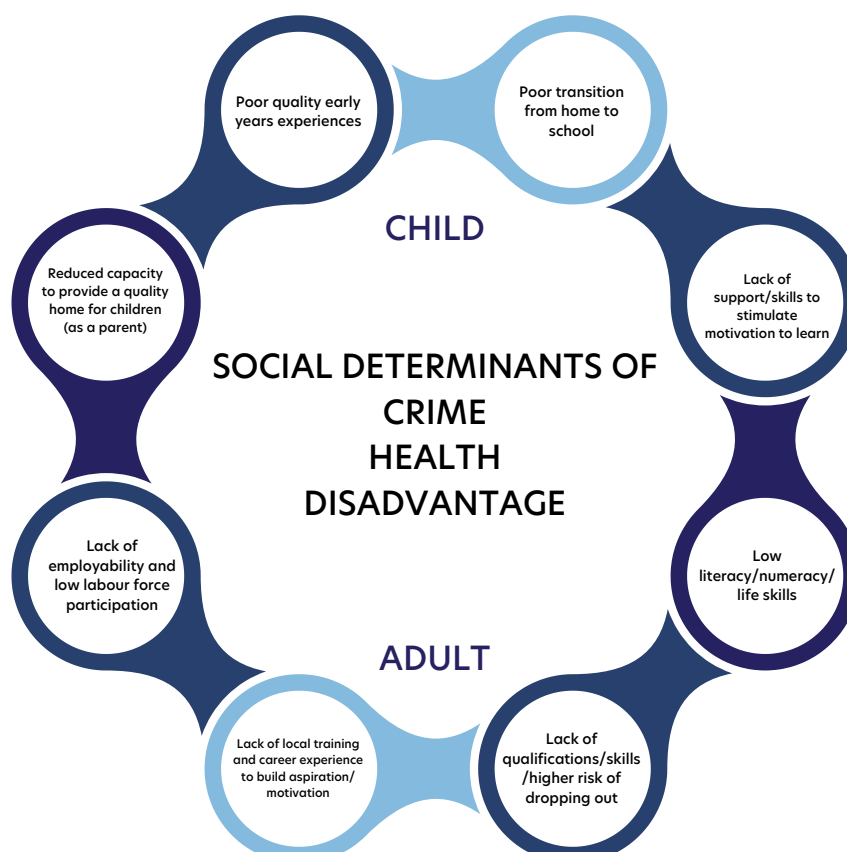 Poor quality early
years experiences
Poor transition
from home to
school
CHILD
Reduced capacity
to provide a quality
home for children
(as a parent)
Lack of
support/skills to
stimulate
motivation to learn
SOCIAL DETERMINANTS OF
CRIME
HEALTH
DISADVANTAGE
Lack of
employability and
low labour force
participation
Low
literacy/numeracy/
life skills
ADULT
Lack of local training
and career experience
to build aspiration/
motivation
Lack of
qualifications/skills
/higher risk of
dropping out